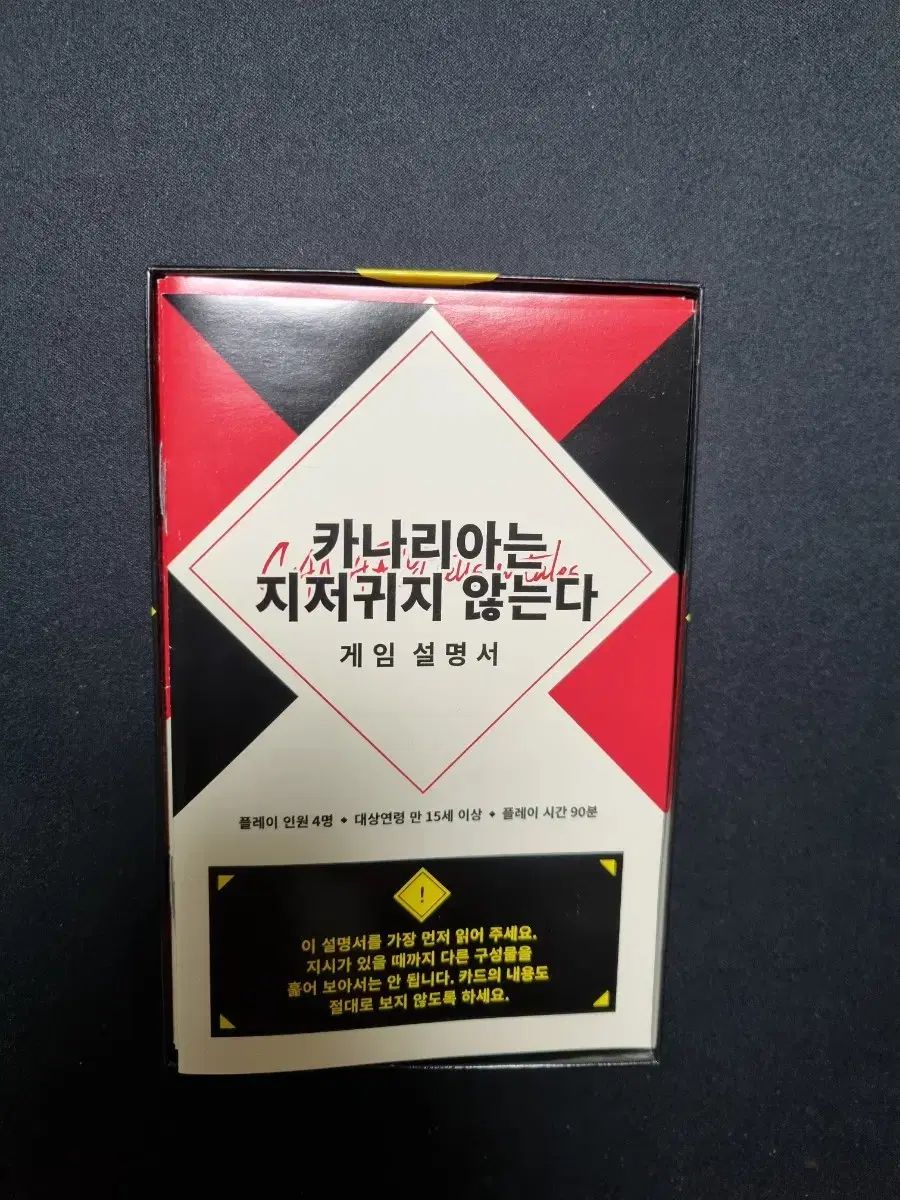 카나리아는
지저귀지 않는다
게임 설명서
플레이 인원 4명 ◆ 대상연령 만 15세 이상 ◆ 플레이 시간 90분
!
이 설명서를 가장 먼저 읽어 주세요.
지시가 있을 때까지 다른 구성물을
훑어 보아서는 안 됩니다. 카드의 내용도
절대로 보지 않도록 하세요.